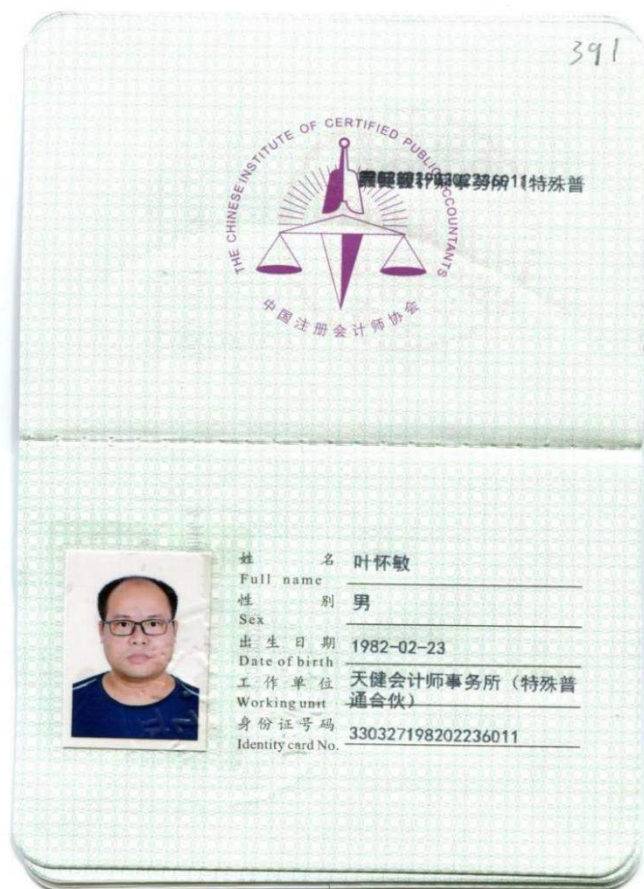 391
THE CHINESE INSTITUTE OF CERTIFIED PUBLIC ACCOUNTANTS
（特殊普
中国注册会计师协会
姓名 叶怀敏
Full name
性别 男
Sex
出生日期 1982-02-23
Date of birth
工作单位 天健会计师事务所（特殊普
Working unit 通合伙）
身份证号码 330327198202236011
Identity card No.